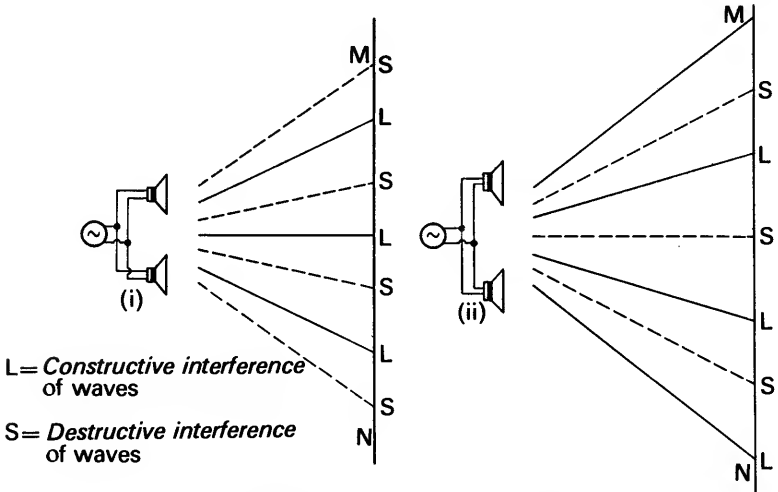 M S
L
S
L
S
L
S
N
(i)
L = Constructive interference
of waves
S = Destructive interference
of waves
M
S
L
S
L
S
N L
(ii)